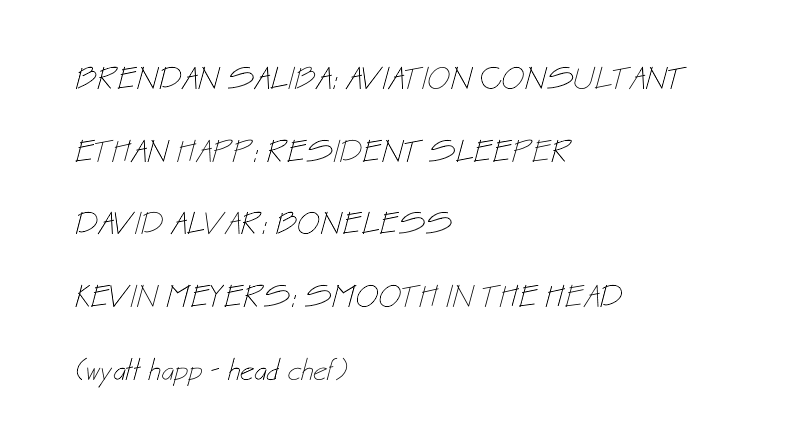 BRENDAN SALIBA: AVIATION CONSULTANT
ETHAN HAPP: RESIDENT SLEEPER
DAVID ALVAR: BONELESS
KEVIN MEYERS: SMOOTH IN THE HEAD
(wyatt happ - head chef)